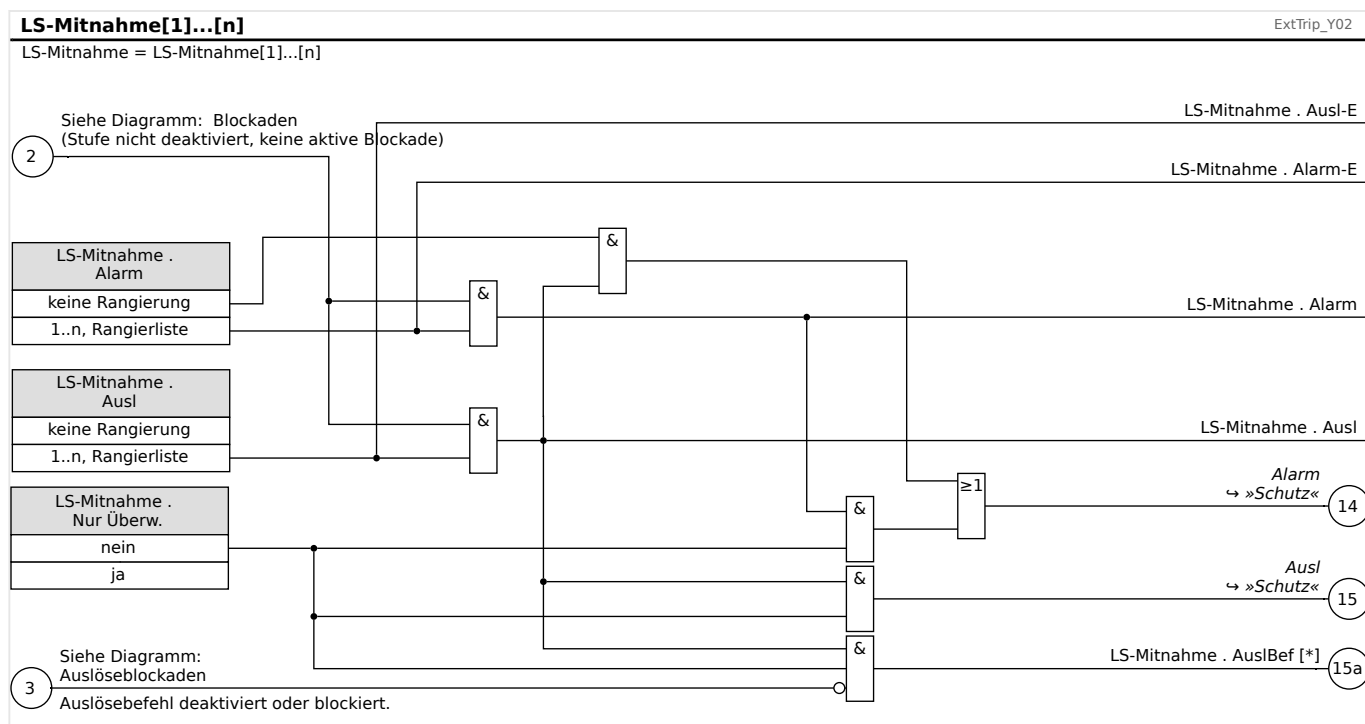 LS-Mitnahme[1]...[n]
ExtTrip_Y02
LS-Mitnahme = LS-Mitnahme[1]...[n]
Siehe Diagramm: Blockaden
(Stufe nicht deaktiviert, keine aktive Blockade)
2
LS-Mitnahme . Ausl-E
LS-Mitnahme . Alarm-E
LS-Mitnahme .
Alarm
keine Rangierung
1..n, Rangierliste
&
&
LS-Mitnahme . Alarm
LS-Mitnahme .
Ausl
keine Rangierung
1..n, Rangierliste
&
LS-Mitnahme . Ausl
LS-Mitnahme .
Nur Überw.
nein
ja
&
≥1
Alarm
↪ »Schutz«
14
&
Ausl
↪ »Schutz«
15
&
LS-Mitnahme . AuslBef [*]
15a
Siehe Diagramm:
Auslöseblockaden
3
Auslösebefehl deaktiviert oder blockiert.